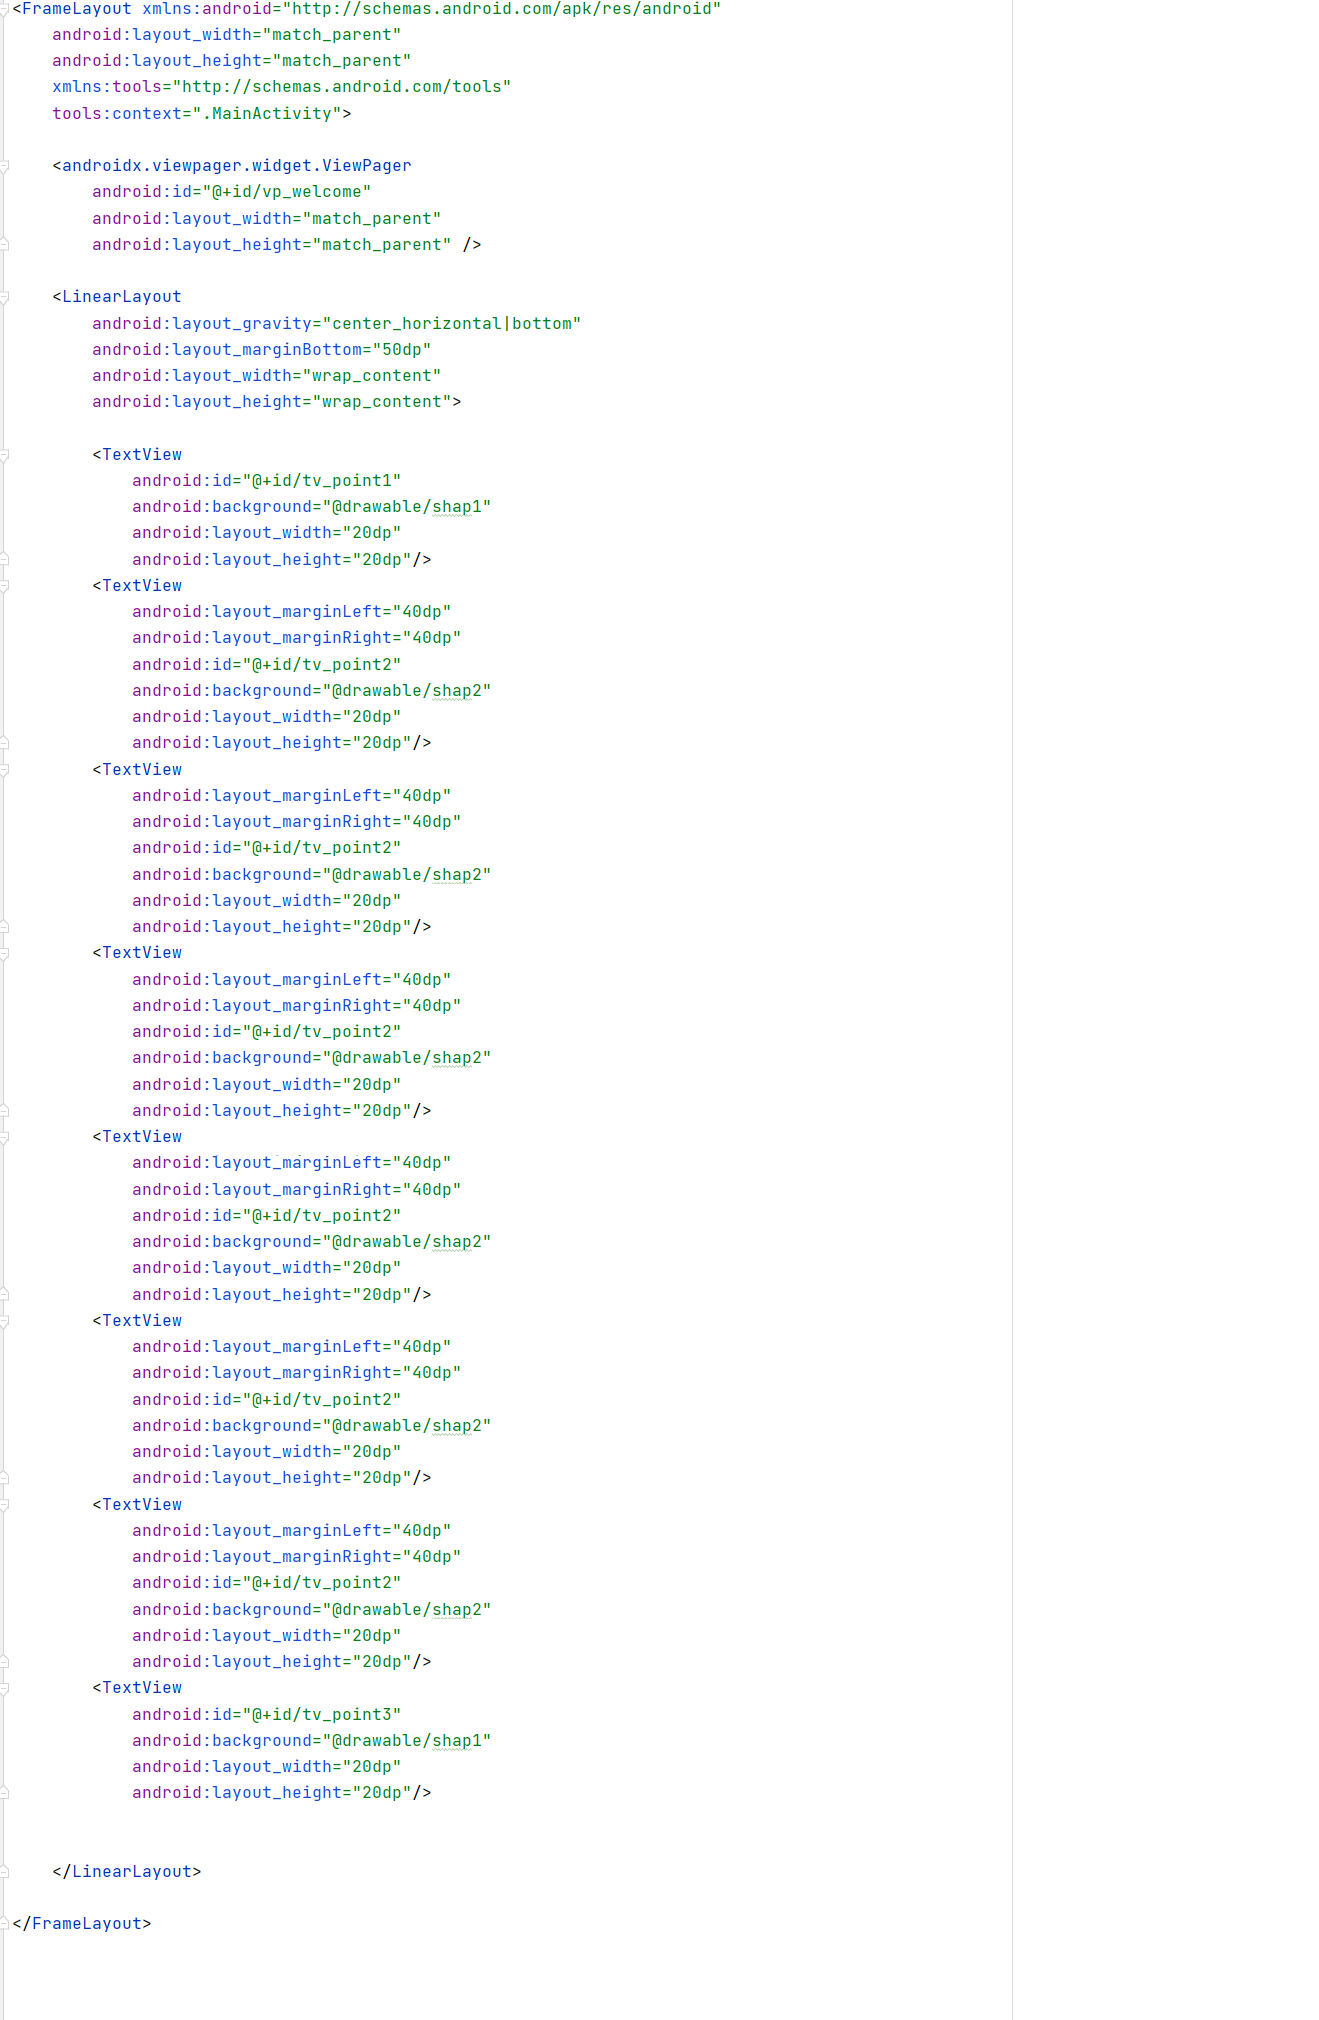 <FrameLayout xmlns:android="http://schemas.android.com/apk/res/android"
    android:layout_width="match_parent"
    android:layout_height="match_parent"
    xmlns:tools="http://schemas.android.com/tools"
    tools:context=".MainActivity">

    <androidx.viewpager.widget.ViewPager
        android:id="@+id/vp_welcome"
        android:layout_width="match_parent"
        android:layout_height="match_parent" />

    <LinearLayout
        android:layout_gravity="center_horizontal|bottom"
        android:layout_marginBottom="50dp"
        android:layout_width="wrap_content"
        android:layout_height="wrap_content">

        <TextView
            android:id="@+id/tv_point1"
            android:background="@drawable/shap1"
            android:layout_width="20dp"
            android:layout_height="20dp"/>
        <TextView
            android:layout_marginLeft="40dp"
            android:layout_marginRight="40dp"
            android:id="@+id/tv_point2"
            android:background="@drawable/shap2"
            android:layout_width="20dp"
            android:layout_height="20dp"/>
        <TextView
            android:layout_marginLeft="40dp"
            android:layout_marginRight="40dp"
            android:id="@+id/tv_point2"
            android:background="@drawable/shap2"
            android:layout_width="20dp"
            android:layout_height="20dp"/>
        <TextView
            android:layout_marginLeft="40dp"
            android:layout_marginRight="40dp"
            android:id="@+id/tv_point2"
            android:background="@drawable/shap2"
            android:layout_width="20dp"
            android:layout_height="20dp"/>
        <TextView
            android:layout_marginLeft="40dp"
            android:layout_marginRight="40dp"
            android:id="@+id/tv_point2"
            android:background="@drawable/shap2"
            android:layout_width="20dp"
            android:layout_height="20dp"/>
        <TextView
            android:layout_marginLeft="40dp"
            android:layout_marginRight="40dp"
            android:id="@+id/tv_point2"
            android:background="@drawable/shap2"
            android:layout_width="20dp"
            android:layout_height="20dp"/>
        <TextView
            android:layout_marginLeft="40dp"
            android:layout_marginRight="40dp"
            android:id="@+id/tv_point2"
            android:background="@drawable/shap2"
            android:layout_width="20dp"
            android:layout_height="20dp"/>
        <TextView
            android:id="@+id/tv_point3"
            android:background="@drawable/shap1"
            android:layout_width="20dp"
            android:layout_height="20dp"/>


    </LinearLayout>

</FrameLayout>